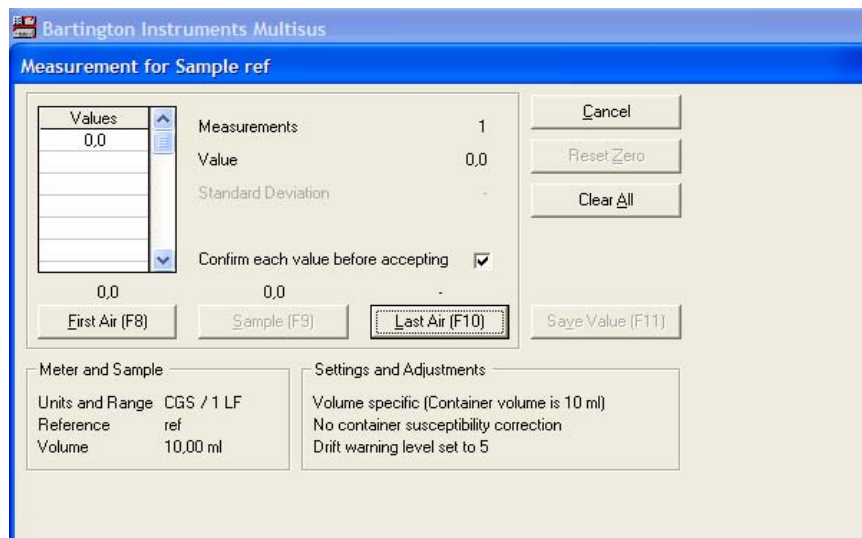 Bartington Instruments Multisus
Measurement for Sample ref
Values
0,0
Measurements 1
Value 0,0
Standard Deviation -
Confirm each value before accepting
0,0 0,0 -
First Air (F8) Sample (F9) Last Air (F10)
Cancel
Reset Zero
Clear All
Save Value (F11)
Meter and Sample
Units and Range CGS / 1 LF
Reference ref
Volume 10,00 ml
Settings and Adjustments
Volume specific (Container volume is 10 ml)
No container susceptibility correction
Drift warning level set to 5